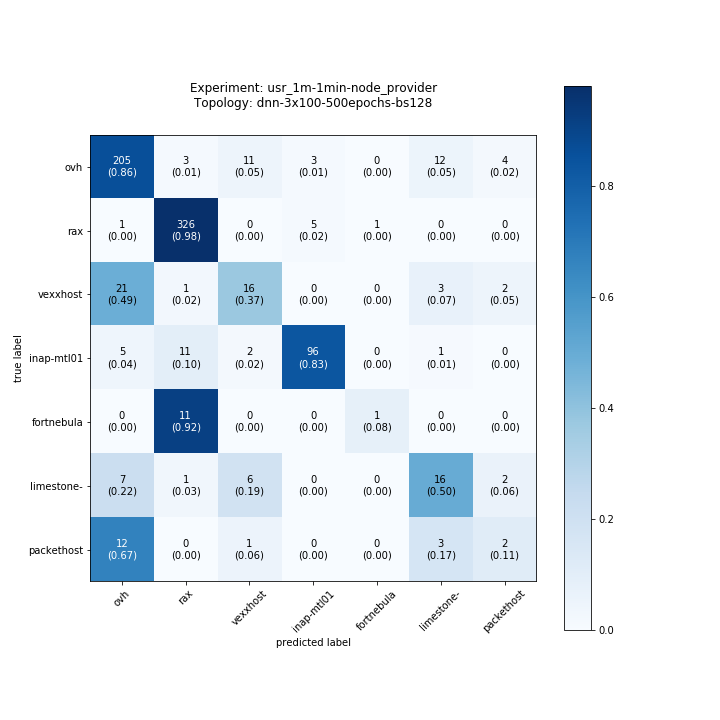 Experiment: usr_1m-1min-node_provider
Topology: dnn-3x100-500epochs-bs128
ovh 205 3 11 3 0 12 4
(0.86) (0.01) (0.05) (0.01) (0.00) (0.05) (0.02)
rax 1 326 0 5 1 0 0
(0.00) (0.98) (0.00) (0.02) (0.00) (0.00) (0.00)
vexxhost 21 1 16 0 0 3 2
(0.49) (0.02) (0.37) (0.00) (0.00) (0.07) (0.05)
inap-mtl01 5 11 2 96 0 1 0
(0.04) (0.10) (0.02) (0.83) (0.00) (0.01) (0.00)
fortnebula 0 11 0 0 1 0 0
(0.00) (0.92) (0.00) (0.00) (0.08) (0.00) (0.00)
limestone- 7 1 6 0 0 16 2
(0.22) (0.03) (0.19) (0.00) (0.00) (0.50) (0.06)
packethost 12 0 1 0 0 3 2
(0.67) (0.00) (0.06) (0.00) (0.00) (0.17) (0.11)
true label
ovh rax vexxhost inap-mtl01 fortnebula limestone- packethost
predicted label
0.8
0.6
0.4
0.2
0.0